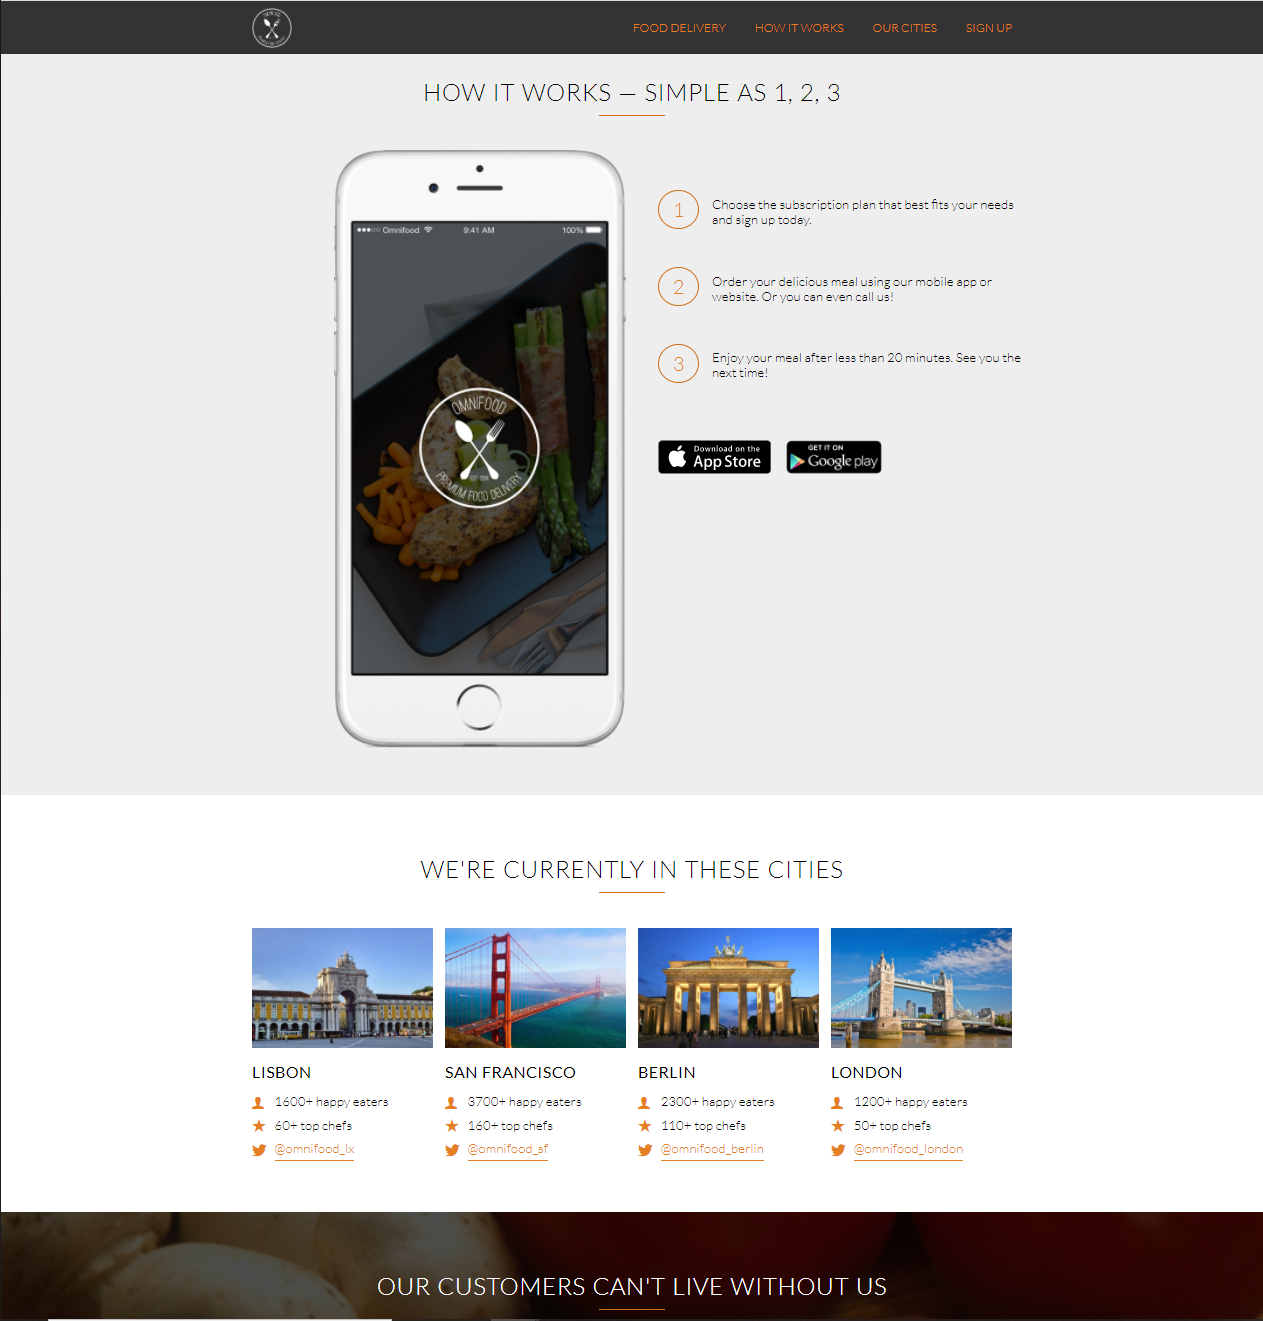 FOOD DELIVERY
HOW IT WORKS
OUR CITIES
SIGN UP
HOW IT WORKS — SIMPLE AS 1, 2, 3
Omnifood
9:41 AM
100%
OMNIFOOD
EST 2014
PREMIUM FOOD DELIVERY
1
Choose the subscription plan that best fits your needs
and sign up today.
2
Order your delicious meal using our mobile app or
website. Or you can even call us!
3
Enjoy your meal after less than 20 minutes. See you the
next time!
Download on the
App Store
GET IT ON
Google play
WE'RE CURRENTLY IN THESE CITIES
LISBON
1600+ happy eaters
60+ top chefs
@omnifood_lx
SAN FRANCISCO
3700+ happy eaters
160+ top chefs
@omnifood_sf
BERLIN
2300+ happy eaters
110+ top chefs
@omnifood_berlin
LONDON
1200+ happy eaters
50+ top chefs
@omnifood_london
OUR CUSTOMERS CAN'T LIVE WITHOUT US